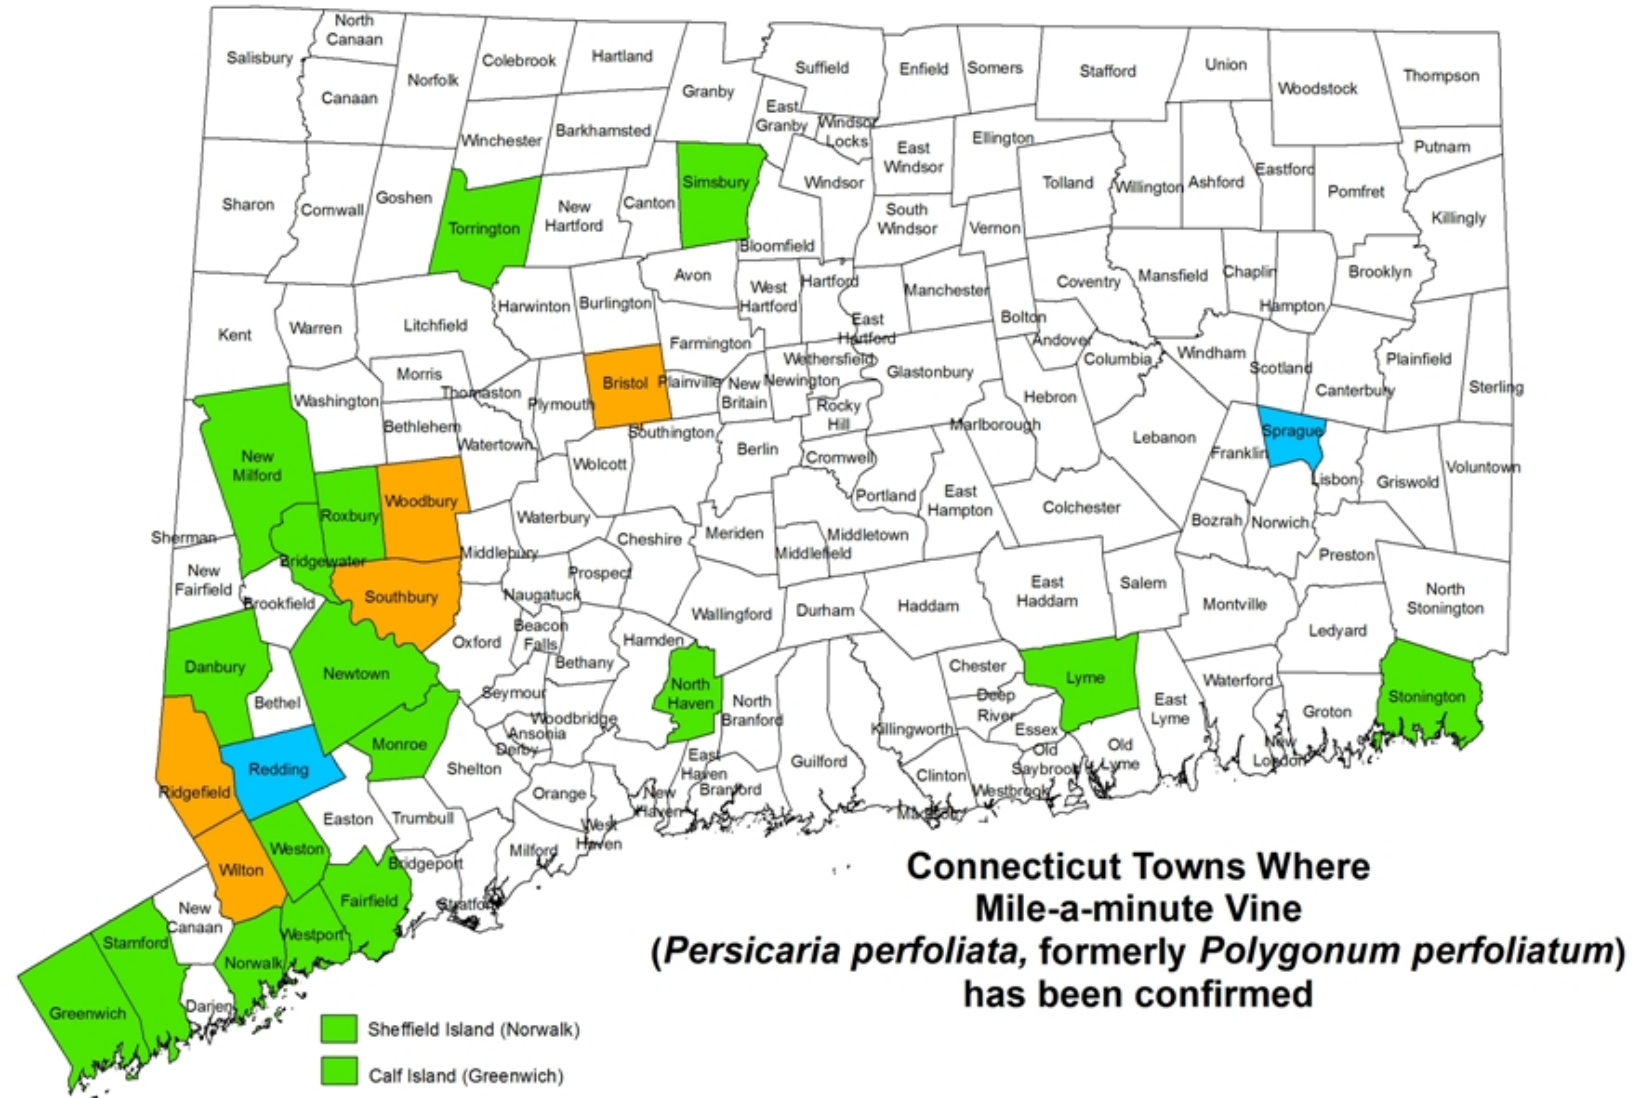 North
Canaan
Salisbury
Colebrook
Hartland
Suffield
Enfield
Somers
Stafford
Union
Thompson
Norfolk
Canaan
Granby
Woodstock
East
Granby
Windsor
Locks
Winchester
Barkhamsted
East
Windsor
Ellington
Putnam
Sharon
Cornwall
Goshen
Torrington
New
Hartford
Canton
Simsbury
Windsor
Tolland
Willington
Ashford
Eastford
Pomfret
Killingly
South
Windsor
Vernon
Bloomfield
Avon
West
Hartford
Hartford
Manchester
Coventry
Mansfield
Chaplin
Brooklyn
Hampton
Kent
Warren
Litchfield
Harwinton
Burlington
East
Hartford
Bolton
Andover
Farmington
Wethersfield
Columbia
Windham
Scotland
Plainfield
Sterling
Canterbury
Morris
Thomaston
Washington
Plymouth
Bristol
Plainville
New
Britain
Newington
Glastonbury
Hebron
Rocky
Hill
Marlborough
Bethlehem
Watertown
Southington
Berlin
Cromwell
Lebanon
Franklin
Sprague
Lisbon
Griswold
Voluntown
New
Milford
Wolcott
Woodbury
Roxbury
Portland
East
Hampton
Colchester
Bozrah
Norwich
Waterbury
Sherman
Cheshire
Meriden
Middletown
Middlefield
Middlebury
Preston
Bridgewater
New
Fairfield
Brookfield
Southbury
Prospect
Naugatuck
Wallingford
Durham
Haddam
East
Haddam
Salem
Montville
North
Stonington
Ledyard
Beacon
Falls
Oxford
Hamden
Bethany
Danbury
Newtown
Bethel
Seymour
North
Haven
North
Branford
Chester
Deep
River
Lyme
East
Lyme
Waterford
Groton
Stonington
Woodbridge
Ansonia
Derby
Killingworth
Essex
Old
Saybrook
Old
Lyme
New
London
Monroe
Redding
Ridgefield
Shelton
East
Haven
Guilford
Clinton
Westbrook
Branford
Orange
New
Haven
Madison
Easton
Trumbull
West
Haven
Weston
Milford
Wilton
Bridgeport
Fairfield
Stratford
New
Canaan
Westport
Stamford
Norwalk
Darien
Greenwich
Connecticut Towns Where
Mile-a-minute Vine
(Persicaria perfoliata, formerly Polygonum perfoliatum)
has been confirmed
Sheffield Island (Norwalk)
Calf Island (Greenwich)